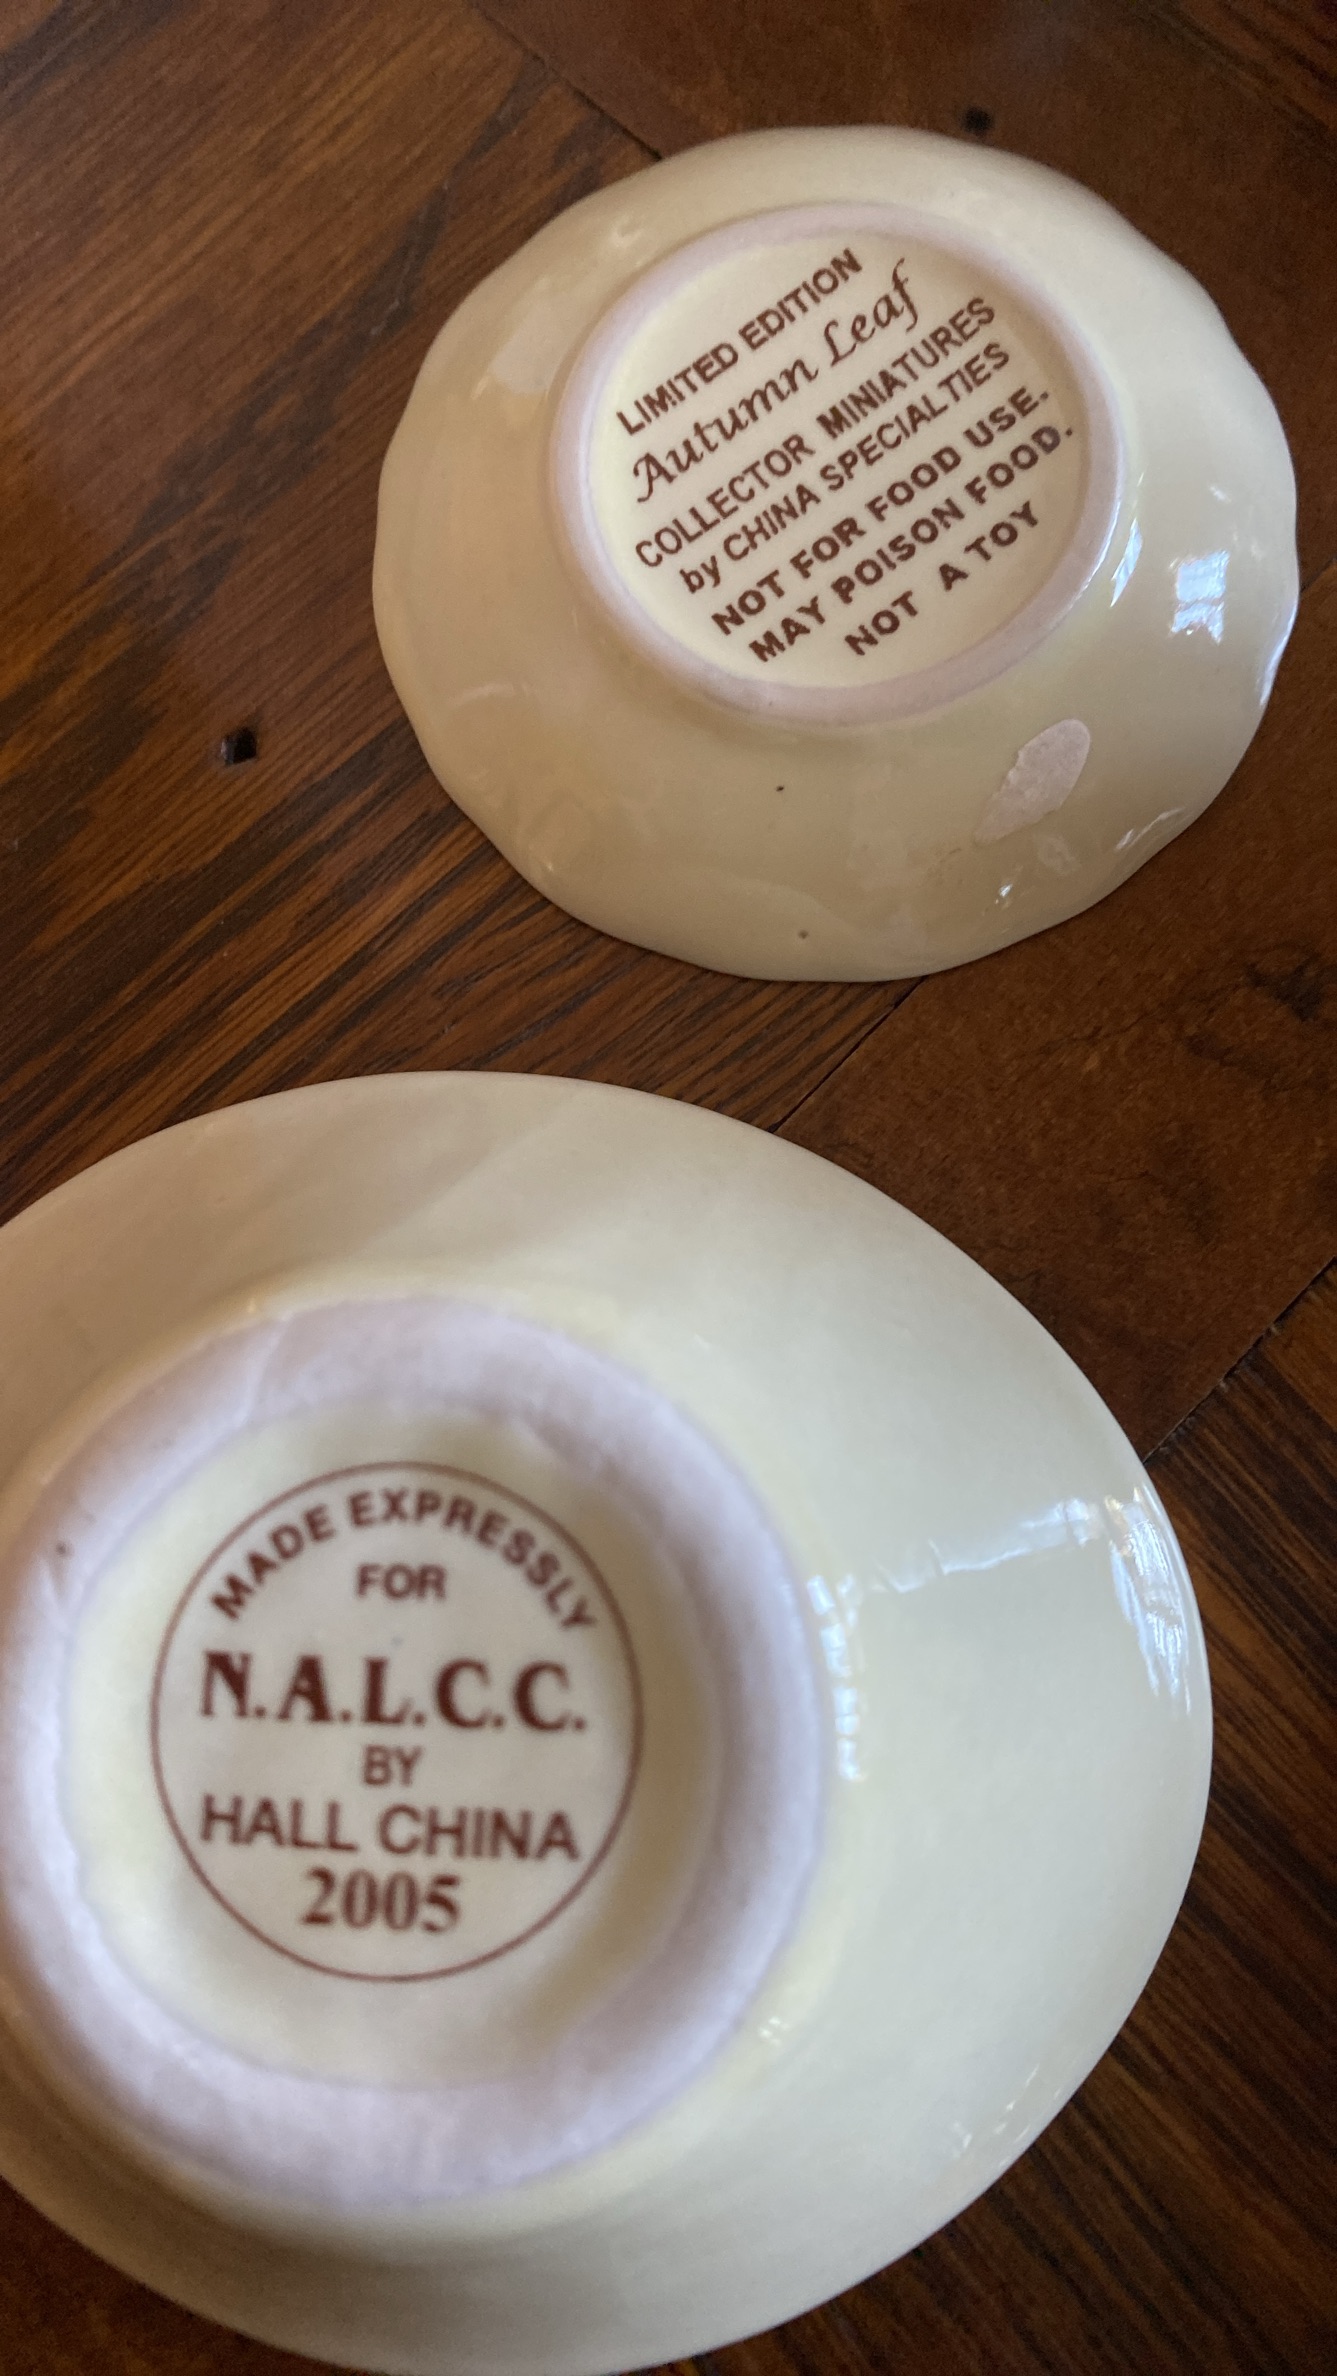 LIMITED EDITION
Autumn Leaf
COLLECTOR MINIATURES
by CHINA SPECIALTIES
NOT FOR FOOD USE.
MAY POISON FOOD.
NOT A TOY
MADE EXPRESSLY
FOR
N.A.L.C.C.
BY
HALL CHINA
2005